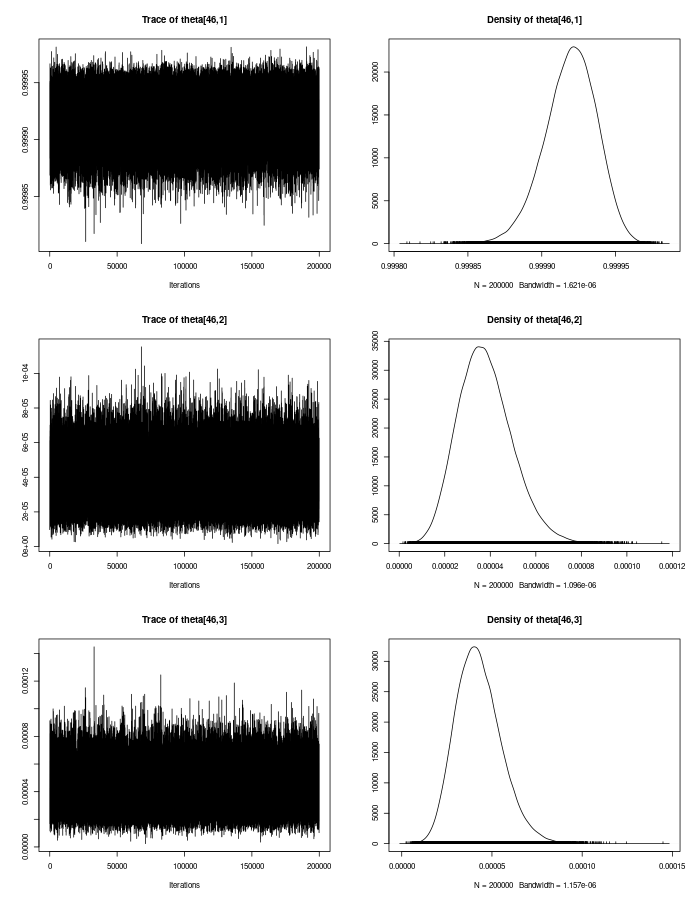 Trace of theta[46,1]
Density of theta[46,1]
0.99985 0.99990 0.99995
0 50000 100000 150000 200000
Iterations
0 5000 10000 15000 20000
0.99980 0.99985 0.99990 0.99995
N = 200000 Bandwidth = 1.621e-06
Trace of theta[46,2]
Density of theta[46,2]
0e+00 2e-05 4e-05 6e-05 8e-05 1e-04
0 50000 100000 150000 200000
Iterations
0 5000 10000 15000 20000 25000 30000 35000
0.00000 0.00002 0.00004 0.00006 0.00008 0.00010 0.00012
N = 200000 Bandwidth = 1.096e-06
Trace of theta[46,3]
Density of theta[46,3]
0.00000 0.00004 0.00008 0.00012
0 50000 100000 150000 200000
Iterations
0 5000 10000 15000 20000 25000 30000
0.00000 0.00005 0.00010 0.00015
N = 200000 Bandwidth = 1.157e-06